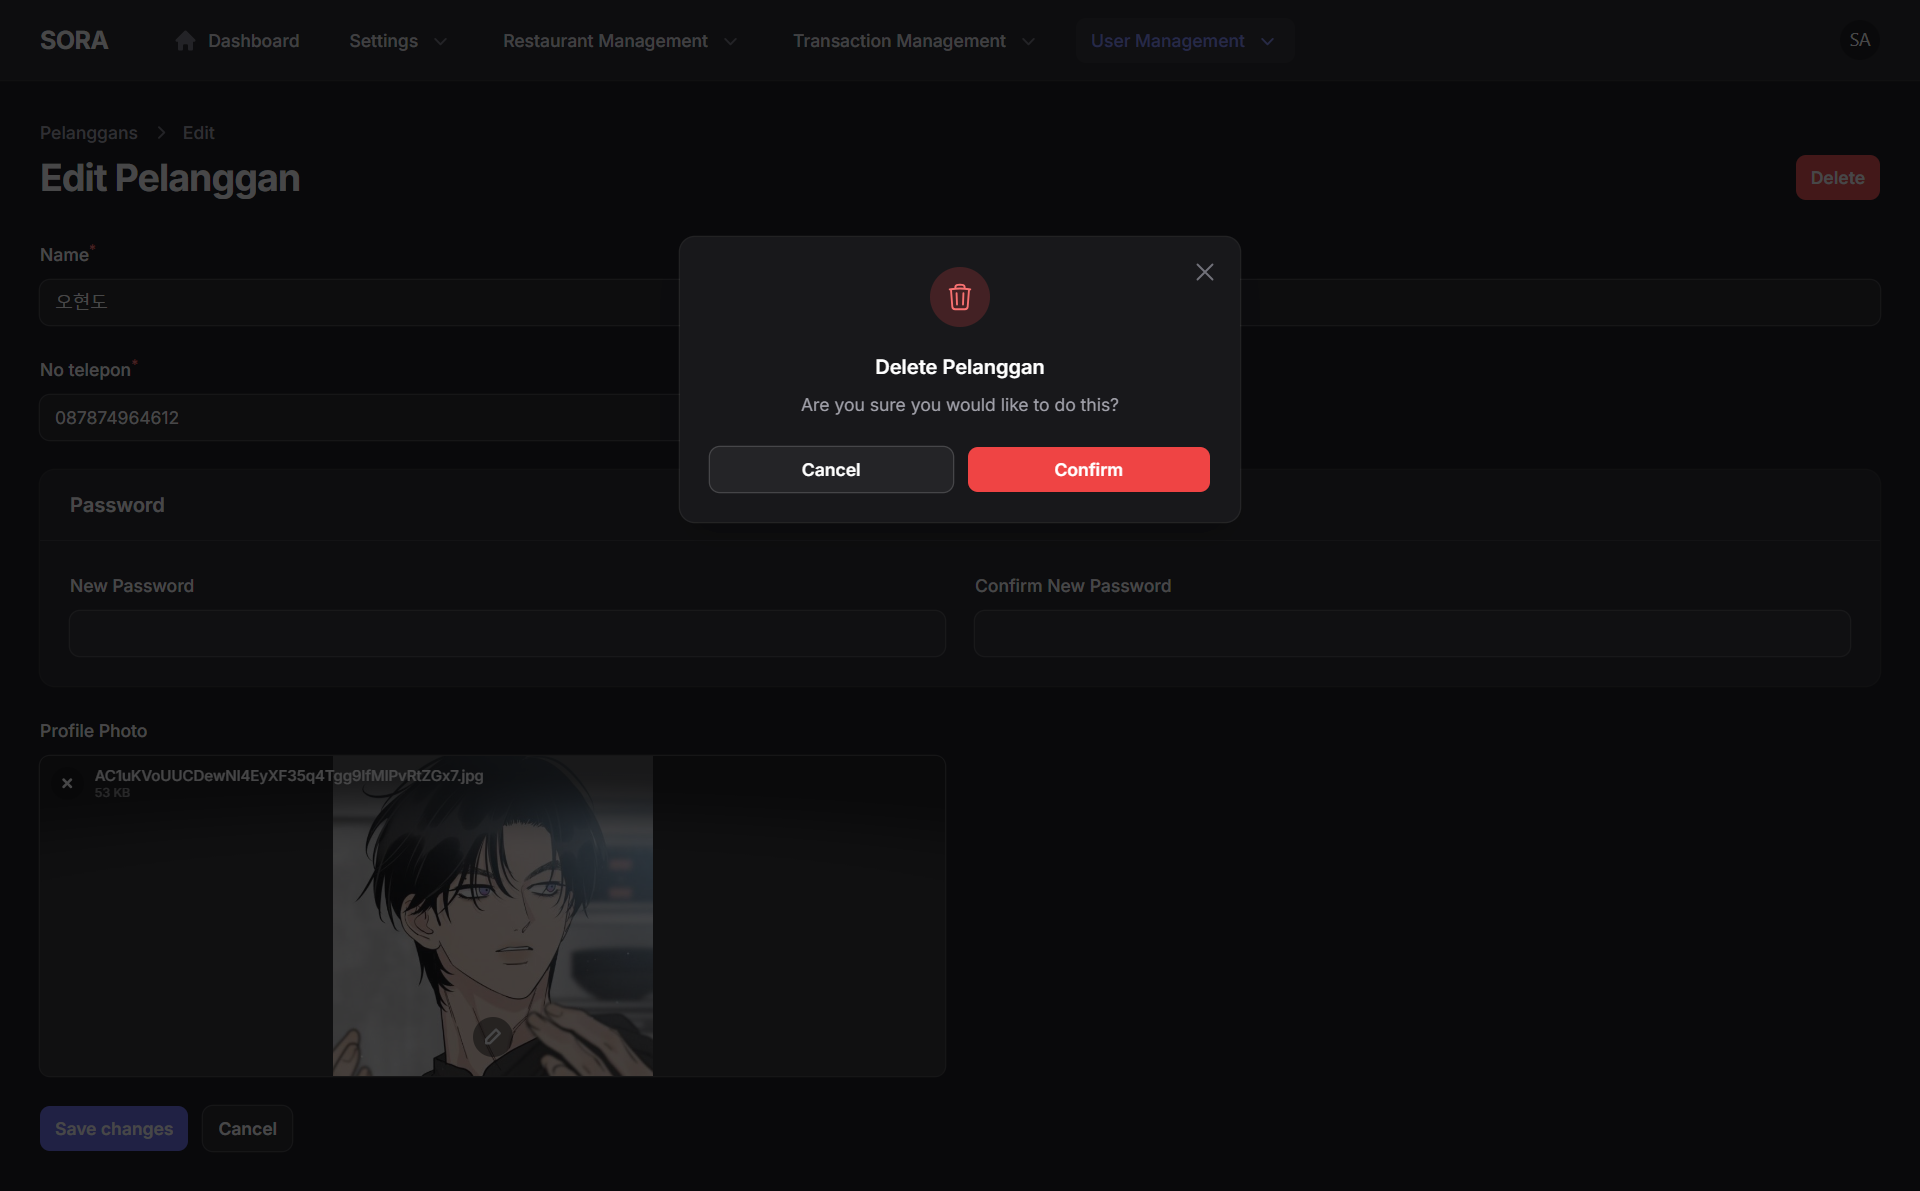 SORA
Dashboard
Settings
Restaurant Management
Transaction Management
User Management
SA
Pelanggans > Edit
Edit Pelanggan
Delete
Name*
오현도
No telepon*
087874964612
Delete Pelanggan
Are you sure you would like to do this?
Cancel
Confirm
Password
New Password
Confirm New Password
Profile Photo
AC1uKVoUUCDewNl4EyXF35q4Tgg9lfMlPvRtZGx7.jpg
53 KB
Save changes
Cancel